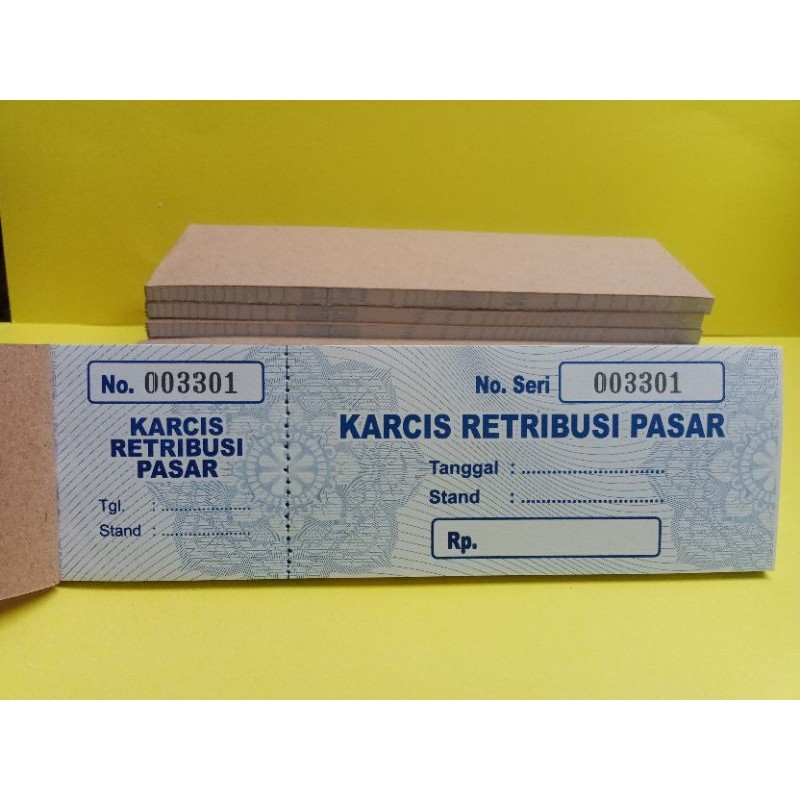 No. 003301
KARCIS
RETRIBUSI
PASAR
Tgl. : ....................
Stand : ....................
No. Seri 003301
KARCIS RETRIBUSI PASAR
Tanggal : ..............................
Stand : ..............................
Rp.